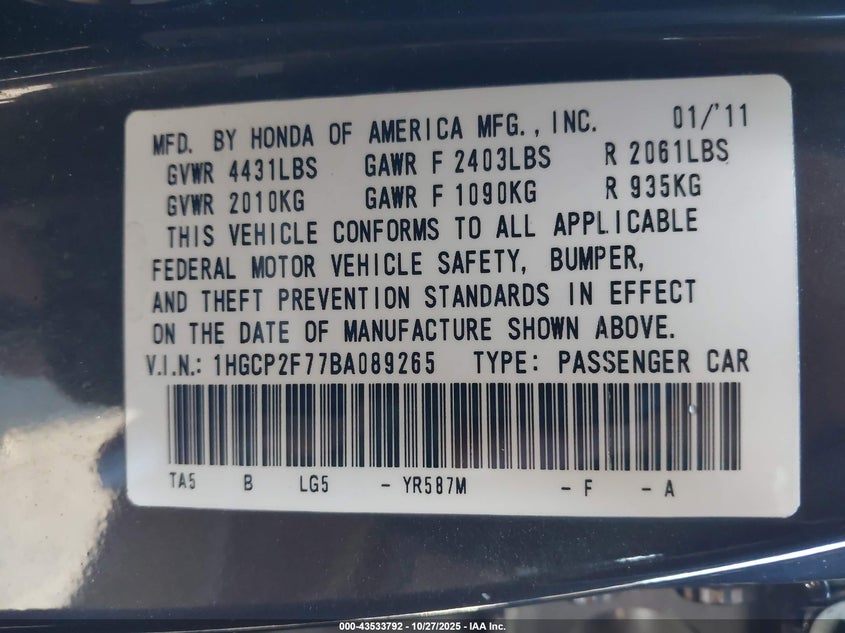 MFD. BY HONDA OF AMERICA MFG., INC. 01/'11
GVWR 4431LBS GAWR F 2403LBS R 2061LBS
GVWR 2010KG GAWR F 1090KG R 935KG
THIS VEHICLE CONFORMS TO ALL APPLICABLE
FEDERAL MOTOR VEHICLE SAFETY, BUMPER,
AND THEFT PREVENTION STANDARDS IN EFFECT
ON THE DATE OF MANUFACTURE SHOWN ABOVE.
V.I.N.: 1HGCP2F77BA089265 TYPE: PASSENGER CAR
TA5 B LG5 - YR587M - F - A
000-43533792 - 10/27/2025 - IAA Inc.